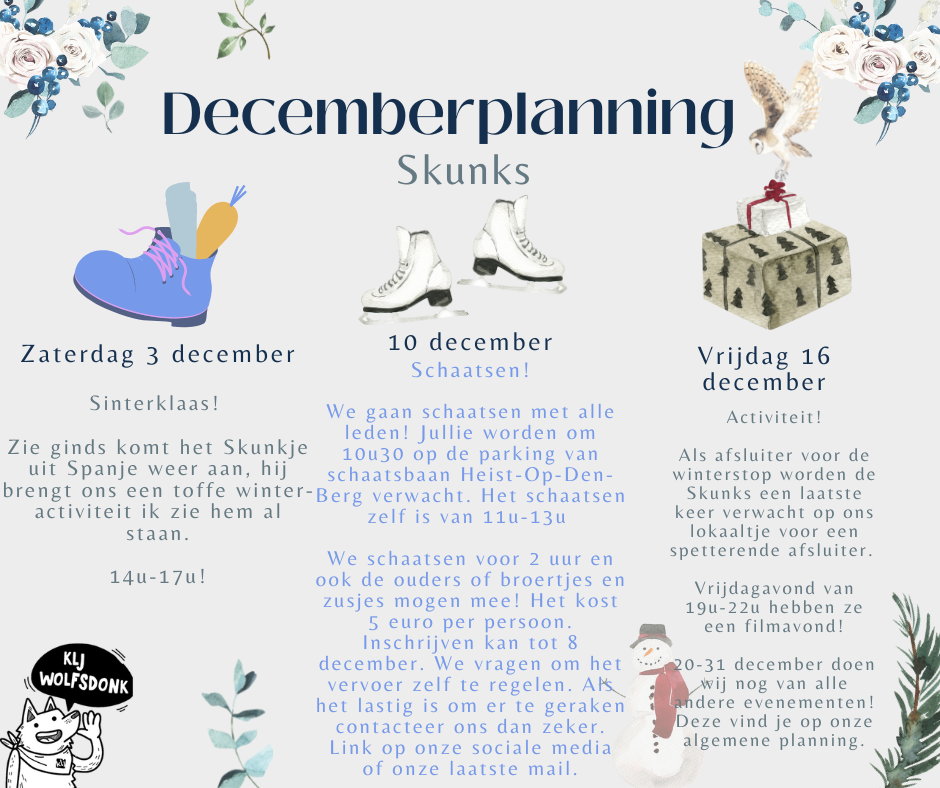 Decemberplanning
Skunks
Zaterdag 3 december
Sinterklaas!
Zie ginds komt het Skunkje
uit Spanje weer aan, hij
brengt ons een toffe winter-
activiteit ik zie hem al
staan.
14u-17u!
10 december
Schaatsen!
We gaan schaatsen met alle
leden! Jullie worden om
10u30 op de parking van
schaatsbaan Heist-Op-Den-
Berg verwacht. Het schaatsen
zelf is van 11u-13u
We schaatsen voor 2 uur en
ook de ouders of broertjes en
zusjes mogen mee! Het kost
5 euro per persoon.
Inschrijven kan tot 8
december. We vragen om het
vervoer zelf te regelen. Als
het lastig is om er te geraken
contacteer ons dan zeker.
Link op onze sociale media
of onze laatste mail.
Vrijdag 16
december
Activiteit!
Als afsluiter voor de
winterstop worden de
Skunks een laatste
keer verwacht op ons
lokaaltje voor een
spetterende afsluiter.
Vrijdagavond van
19u-22u hebben ze
een filmavond!
20-31 december doen
wij nog van alle
andere evenementen!
Deze vind je op onze
algemene planning.
KLJ
WOLFSDONK